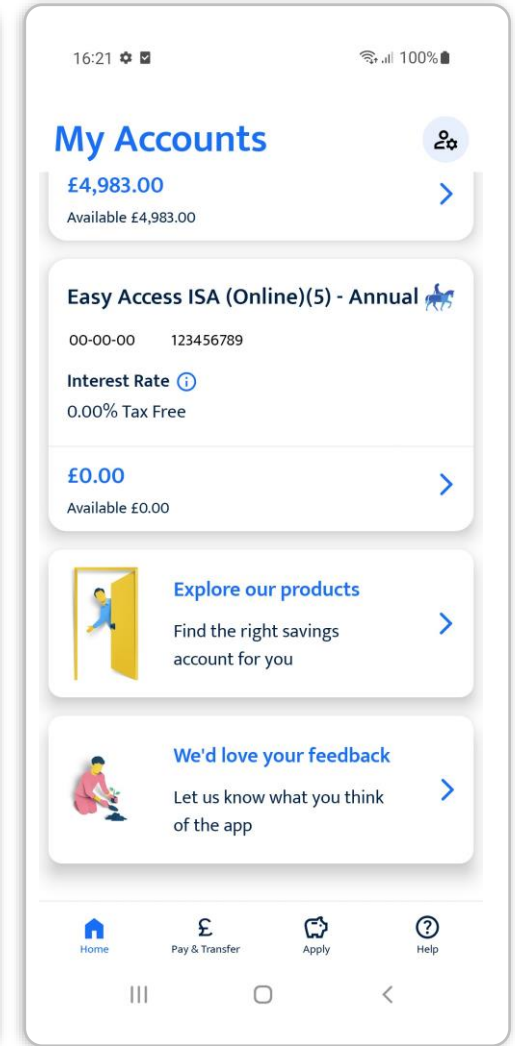 16:21 100%
My Accounts
£4,983.00
Available £4,983.00
Easy Access ISA (Online)(5) - Annual
00-00-00 123456789
Interest Rate
0.00% Tax Free
£0.00
Available £0.00
Explore our products
Find the right savings
account for you
We'd love your feedback
Let us know what you think
of the app
£
Home Pay & Transfer Apply Help